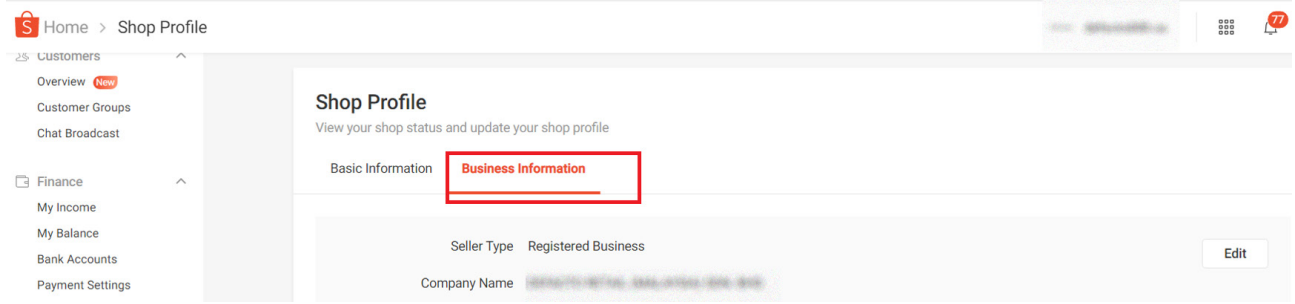 S Home > Shop Profile
77
Customers
Overview New
Customer Groups
Chat Broadcast
Finance
My Income
My Balance
Bank Accounts
Payment Settings
Shop Profile
View your shop status and update your shop profile
Basic Information Business Information
Seller Type Registered Business
Edit
Company Name